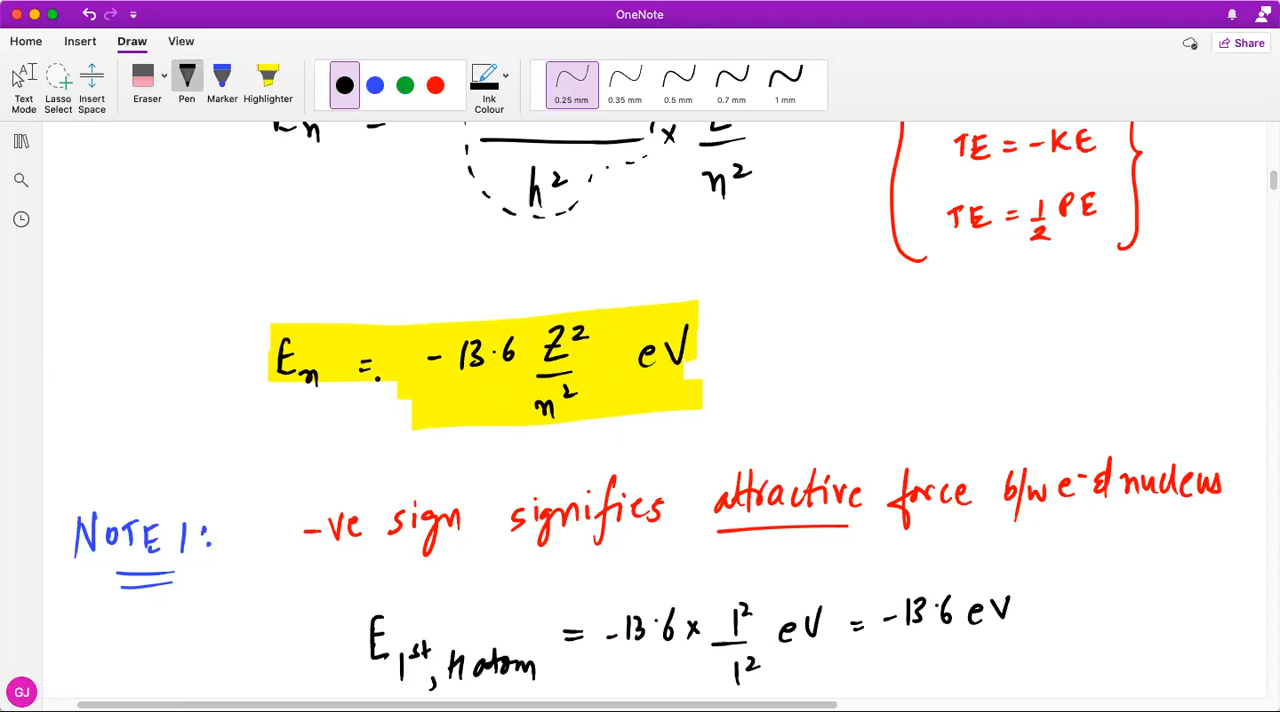 OneNote
Home Insert Draw View
Share
Text Mode
Lasso Select
Insert Space
Eraser
Pen
Marker
Highlighter
Ink Colour
0.25 mm 0.35 mm 0.5 mm 0.7 mm 1 mm
h²
× n²
TE = -KE
TE = 1/2 PE
En = - 13.6 Z²/n² eV
NOTE 1: -ve sign signifies attractive force b/w e- & nucleus
E 1st, H atom = -13.6 × 1²/1² eV = -13.6 eV
GJ